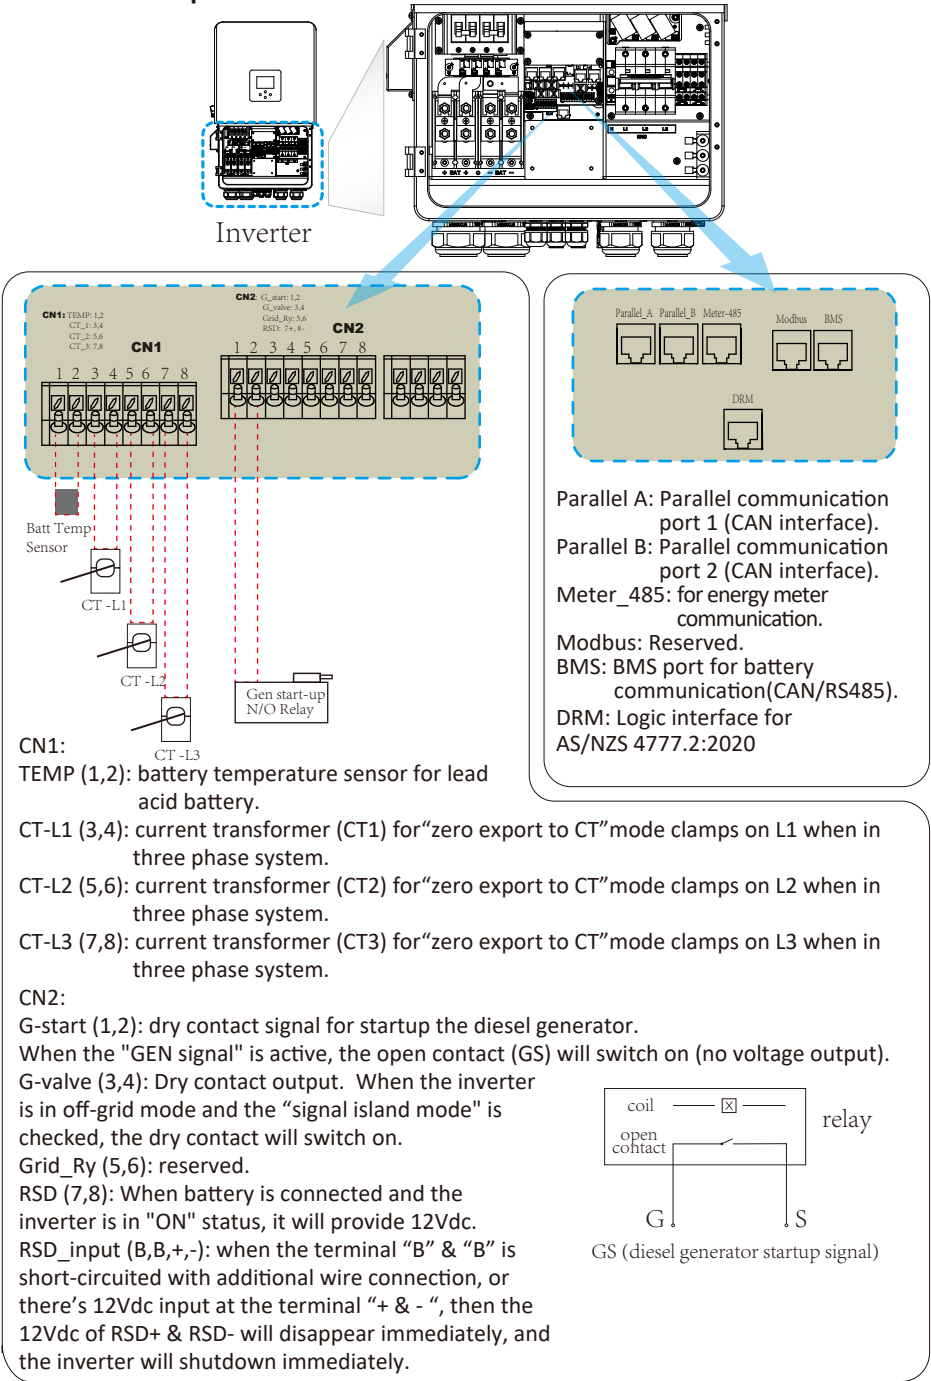 + BAT +
- BAT -
N L1 L2 L3
GRID
Inverter
CN1: TEMP: 1,2
CT_1: 3,4
CT_2: 5,6
CT_3: 7,8
CN1
1 2 3 4 5 6 7 8
CN2: G_start: 1,2
G_valve: 3,4
Grid_Ry: 5,6
RSD: 7+, 8-
CN2
1 2 3 4 5 6 7 8
Batt Temp
Sensor
CT -L1
CT -L2
CT -L3
Gen start-up
N/O Relay
Parallel_A Parallel_B Meter-485
Modbus BMS
DRM
Parallel A: Parallel communication
port 1 (CAN interface).
Parallel B: Parallel communication
port 2 (CAN interface).
Meter_485: for energy meter
communication.
Modbus: Reserved.
BMS: BMS port for battery
communication(CAN/RS485).
DRM: Logic interface for
AS/NZS 4777.2:2020
CN1:
TEMP (1,2): battery temperature sensor for lead
acid battery.
CT-L1 (3,4): current transformer (CT1) for“zero export to CT”mode clamps on L1 when in
three phase system.
CT-L2 (5,6): current transformer (CT2) for“zero export to CT”mode clamps on L2 when in
three phase system.
CT-L3 (7,8): current transformer (CT3) for“zero export to CT”mode clamps on L3 when in
three phase system.
CN2:
G-start (1,2): dry contact signal for startup the diesel generator.
When the "GEN signal" is active, the open contact (GS) will switch on (no voltage output).
G-valve (3,4): Dry contact output. When the inverter
is in off-grid mode and the “signal island mode" is
checked, the dry contact will switch on.
Grid_Ry (5,6): reserved.
RSD (7,8): When battery is connected and the
inverter is in "ON" status, it will provide 12Vdc.
RSD_input (B,B,+,-): when the terminal “B” & “B” is
short-circuited with additional wire connection, or
there’s 12Vdc input at the terminal “+ & - “, then the
12Vdc of RSD+ & RSD- will disappear immediately, and
the inverter will shutdown immediately.
coil
open
contact
relay
G S
GS (diesel generator startup signal)